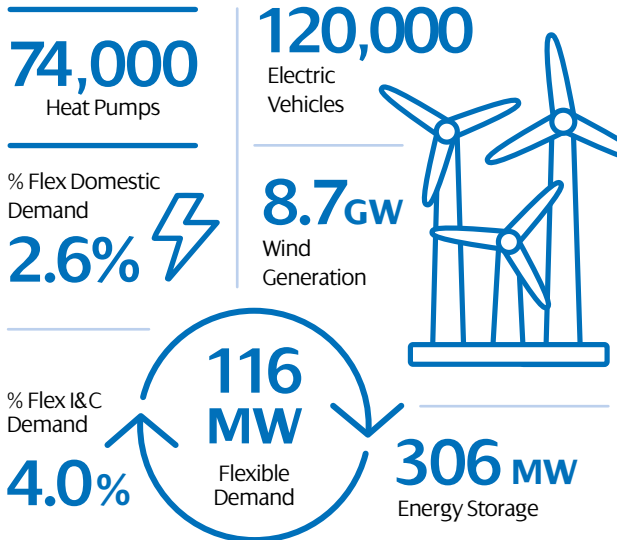 74,000
Heat Pumps
120,000
Electric
Vehicles
% Flex Domestic
Demand
2.6%
8.7GW
Wind
Generation
% Flex I&C
Demand
4.0%
116
MW
Flexible
Demand
306 MW
Energy Storage